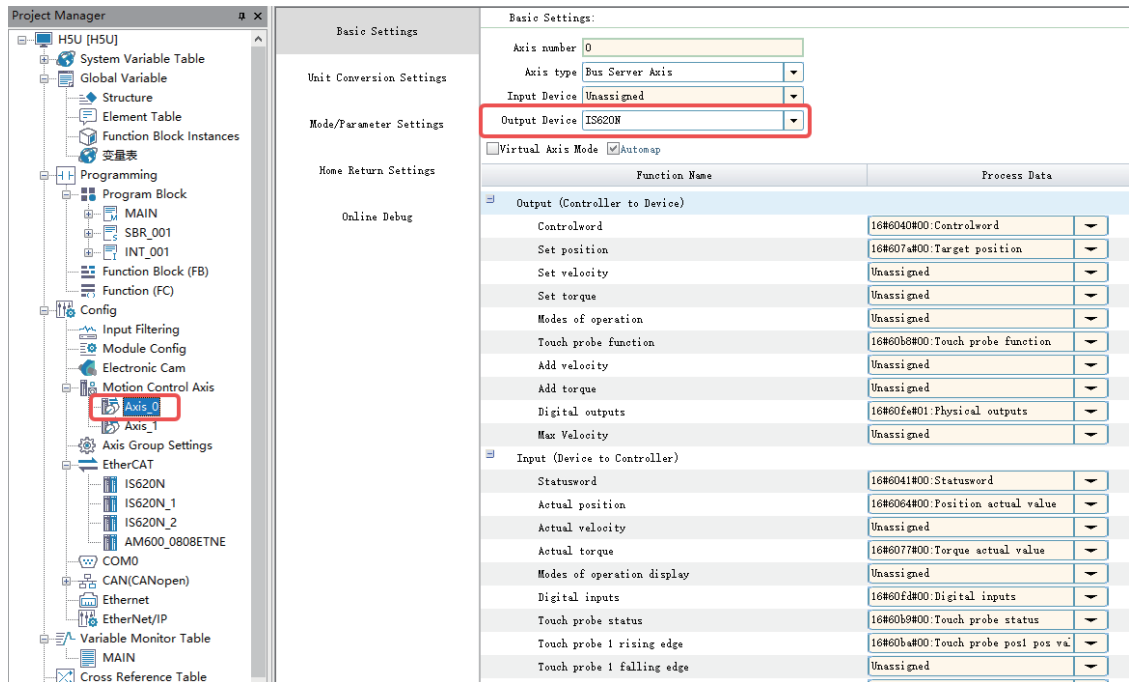 Project Manager
H5U [H5U]
System Variable Table
Global Variable
Structure
Element Table
Function Block Instances
变量表
Programming
Program Block
MAIN
SBR_001
INT_001
Function Block (FB)
Function (FC)
Config
Input Filtering
Module Config
Electronic Cam
Motion Control Axis
Axis_0
Axis_1
Axis Group Settings
EtherCAT
IS620N
IS620N_1
IS620N_2
AM600_0808ETNE
COM0
CAN(CANopen)
Ethernet
EtherNet/IP
Variable Monitor Table
MAIN
Cross Reference Table
Basic Settings
Unit Conversion Settings
Mode/Parameter Settings
Home Return Settings
Online Debug
Basic Settings:
Axis number 0
Axis type Bus Server Axis
Input Device Unassigned
Output Device IS620N
Virtual Axis Mode Automap
Function Name Process Data
Output (Controller to Device)
Controlword 16#6040#00:Controlword
Set position 16#607a#00:Target position
Set velocity Unassigned
Set torque Unassigned
Modes of operation Unassigned
Touch probe function 16#60b8#00:Touch probe function
Add velocity Unassigned
Add torque Unassigned
Digital outputs 16#60fe#01:Physical outputs
Max Velocity Unassigned
Input (Device to Controller)
Statusword 16#6041#00:Statusword
Actual position 16#6064#00:Position actual value
Actual velocity Unassigned
Actual torque 16#6077#00:Torque actual value
Modes of operation display Unassigned
Digital inputs 16#60fd#00:Digital inputs
Touch probe status 16#60b9#00:Touch probe status
Touch probe 1 rising edge 16#60ba#00:Touch probe pos1 pos va
Touch probe 1 falling edge Unassigned